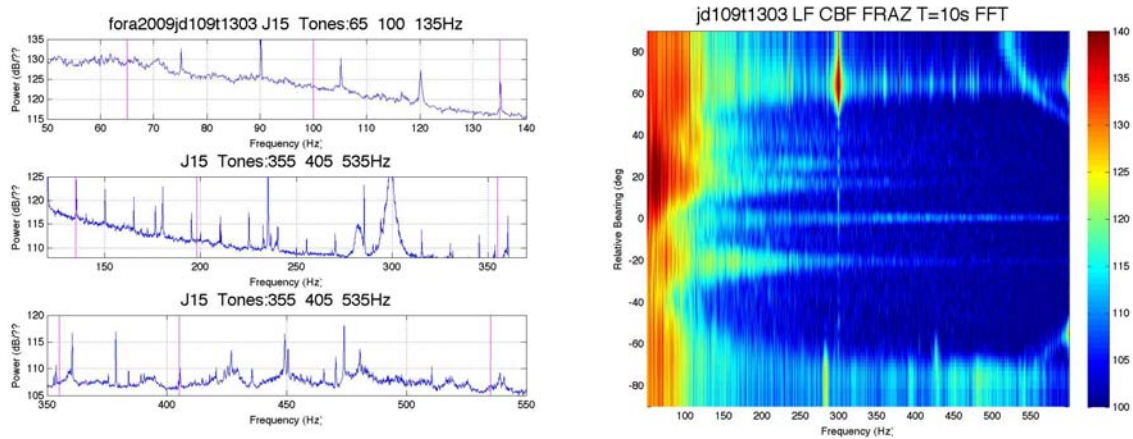 fora2009jd109t1303 J15 Tones:65 100 135Hz
Power (dB/??)
135
130
125
120
115
50 60 70 80 90 100 110 120 130 140
Frequency (Hz)
J15 Tones:355 405 535Hz
Power (dB/??)
125
120
115
110
150 200 250 300 350
Frequency (Hz)
J15 Tones:355 405 535Hz
Power (dB/??)
125
120
115
110
105
350 400 450 500 550
Frequency (Hz)
jd109t1303 LF CBF FRAZ T=10s FFT
Relative Bearing (deg
80
60
40
20
0
-20
-40
-60
-80
100 150 200 250 300 350 400 450 500 550
Frequency (Hz)
140
135
130
125
120
115
110
105
100